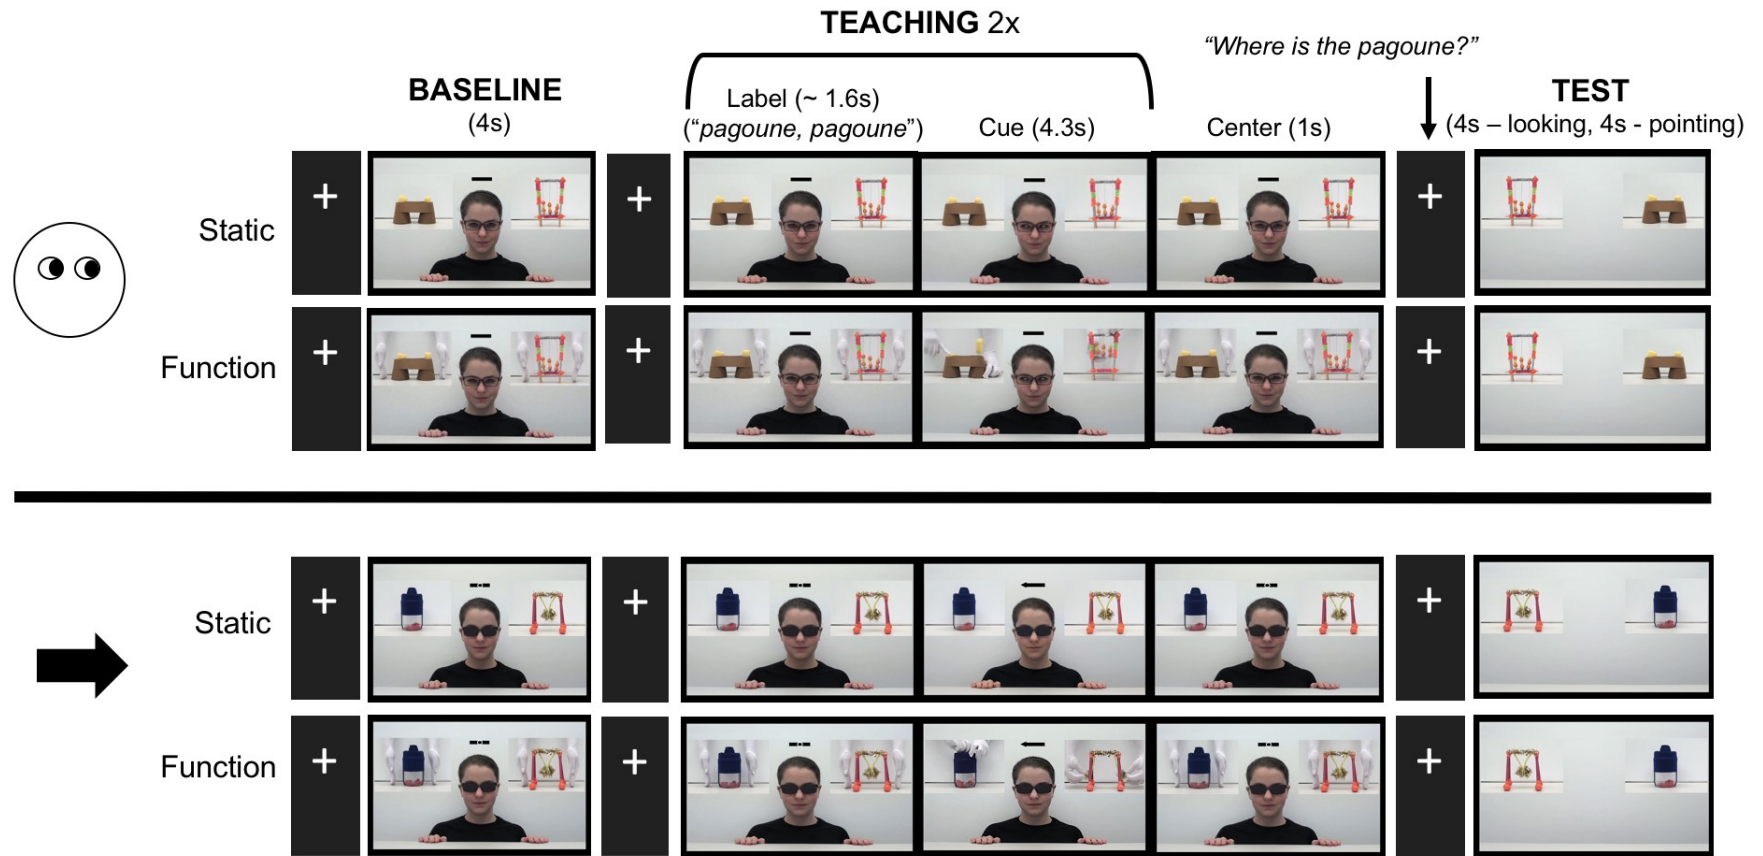 TEACHING 2x
“Where is the pagoune?”
BASELINE
(4s)
Label (~ 1.6s)
(“pagoune, pagoune”)
Cue (4.3s)
Center (1s)
TEST
(4s – looking, 4s - pointing)
Static
Function
Static
Function